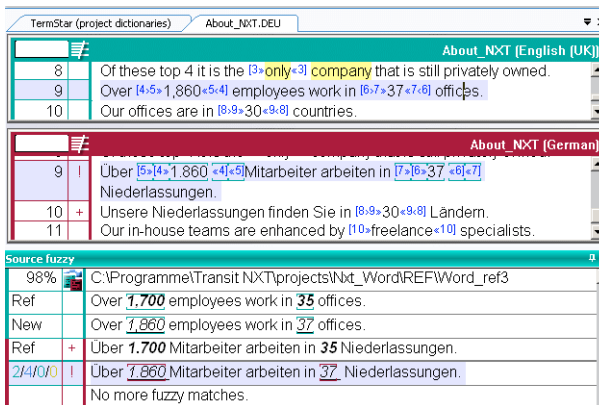 TermStar (project dictionaries) About_NXT.DEU
About_NXT (English (UK))
8 Of these top 4 it is the [3»only«3] company that is still privately owned.
9 Over [4›5»1,860«5‹4] employees work in [6›7»37«7‹6] offices.
10 Our offices are in [8›9»30«9‹8] countries.
About_NXT (German)
9 ! Über [5»[4»1.860 «4]«5]Mitarbeiter arbeiten in [7»[6»37 «6]«7]
Niederlassungen.
10 + Unsere Niederlassungen finden Sie in [8›9»30«9‹8] Ländern.
11 Our in-house teams are enhanced by [10»freelance«10] specialists.
Source fuzzy
98% C:\Programme\Transit NXT\projects\Nxt_Word\REF\Word_ref3
Ref Over 1,700 employees work in 35 offices.
New Over 1,860 employees work in 37 offices.
Ref + Über 1.700 Mitarbeiter arbeiten in 35 Niederlassungen.
2/4/0/0 ! Über 1.860 Mitarbeiter arbeiten in 37 Niederlassungen.
No more fuzzy matches.